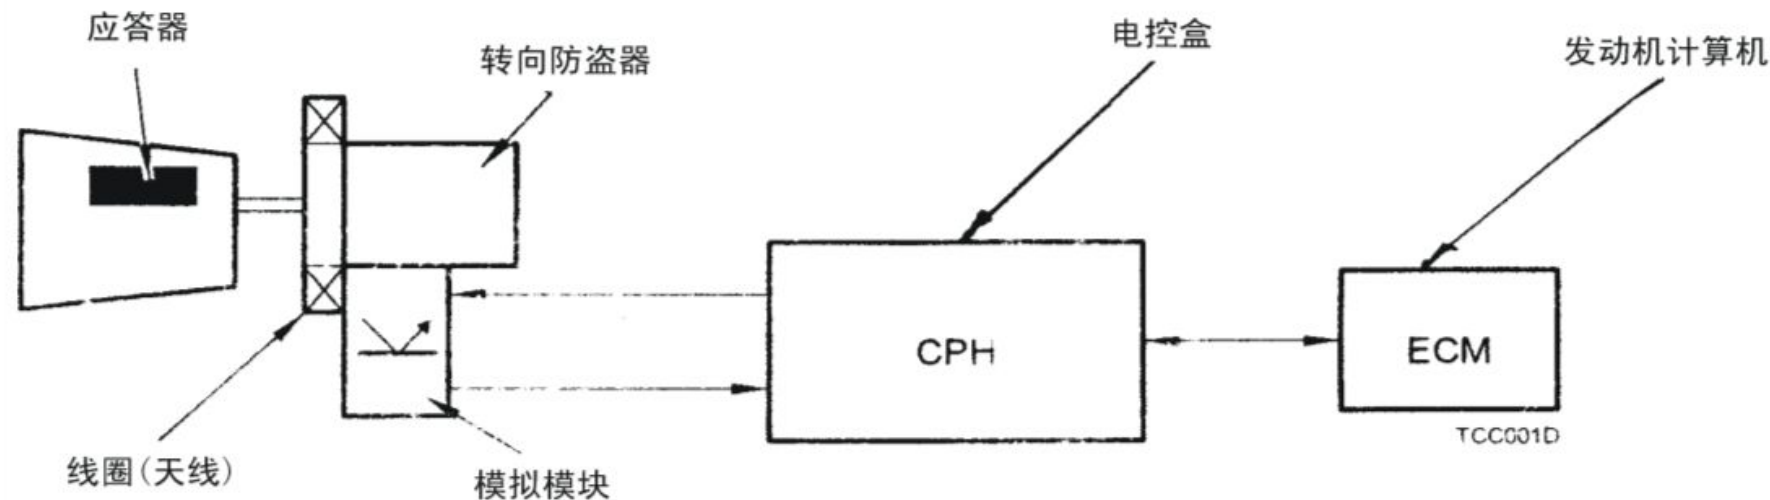 应答器
转向防盗器
电控盒
发动机计算机
CPH
ECM
TCC001D
线圈(天线)
模拟模块